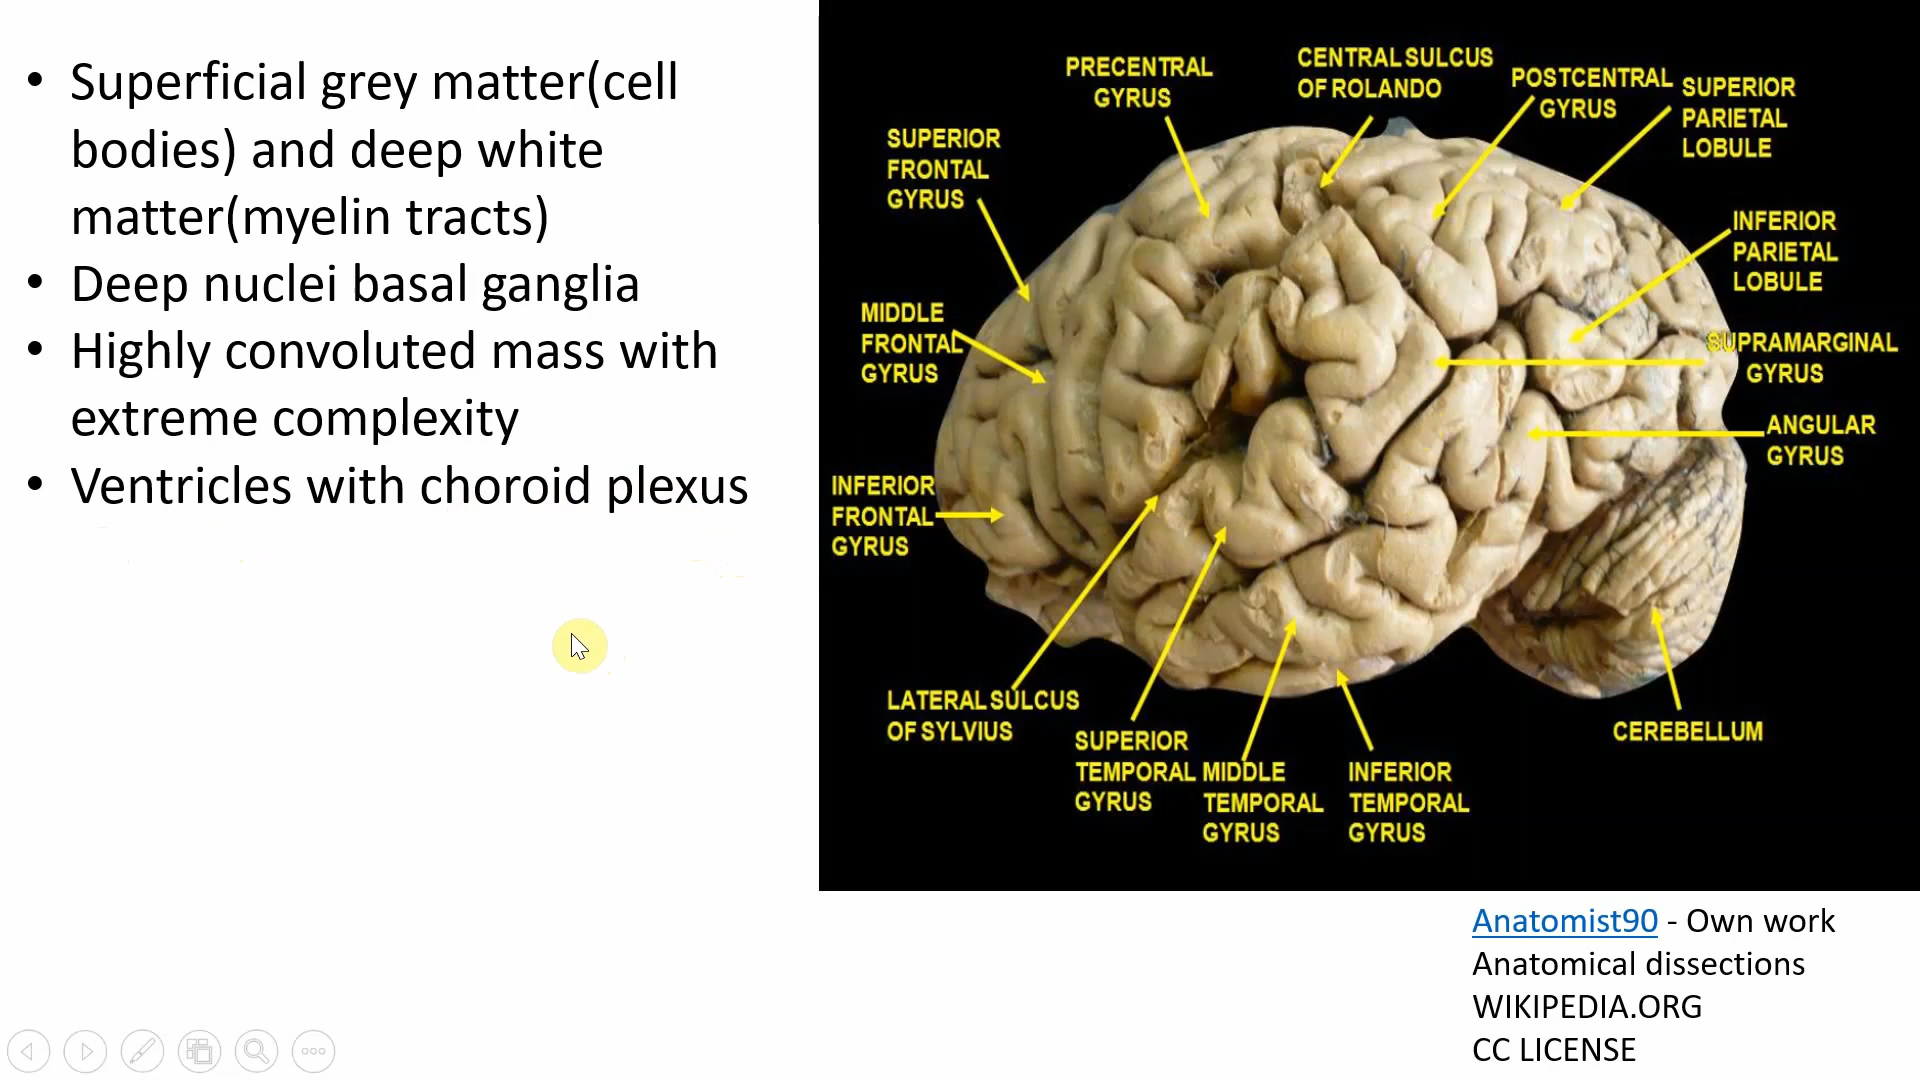 • Superficial grey matter(cell
bodies) and deep white
matter(myelin tracts)
• Deep nuclei basal ganglia
• Highly convoluted mass with
extreme complexity
• Ventricles with choroid plexus
PRECENTRAL
GYRUS
CENTRAL SULCUS
OF ROLANDO
POSTCENTRAL
GYRUS
SUPERIOR
PARIETAL
LOBULE
SUPERIOR
FRONTAL
GYRUS
INFERIOR
PARIETAL
LOBULE
MIDDLE
FRONTAL
GYRUS
SUPRAMARGINAL
GYRUS
ANGULAR
GYRUS
INFERIOR
FRONTAL
GYRUS
LATERAL SULCUS
OF SYLVIUS
SUPERIOR
TEMPORAL
GYRUS
MIDDLE
TEMPORAL
GYRUS
INFERIOR
TEMPORAL
GYRUS
CEREBELLUM
Anatomist90 - Own work
Anatomical dissections
WIKIPEDIA.ORG
CC LICENSE